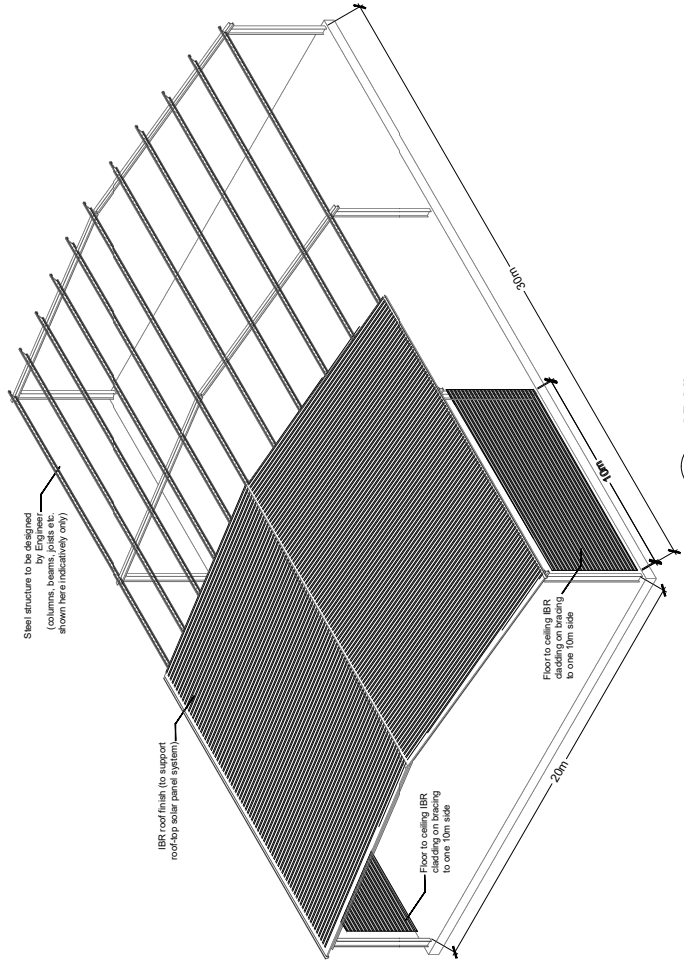 Steel structure to be designed
by Engineer
(columns, beams, joists etc.
shown here indicatively only)
IBR roof finish (to support
roof-top solar panel system)
Floor to ceiling IBR
cladding on bracing
to one 10m side
Floor to ceiling IBR
cladding on bracing
to one 10m side
20m
10m
30m